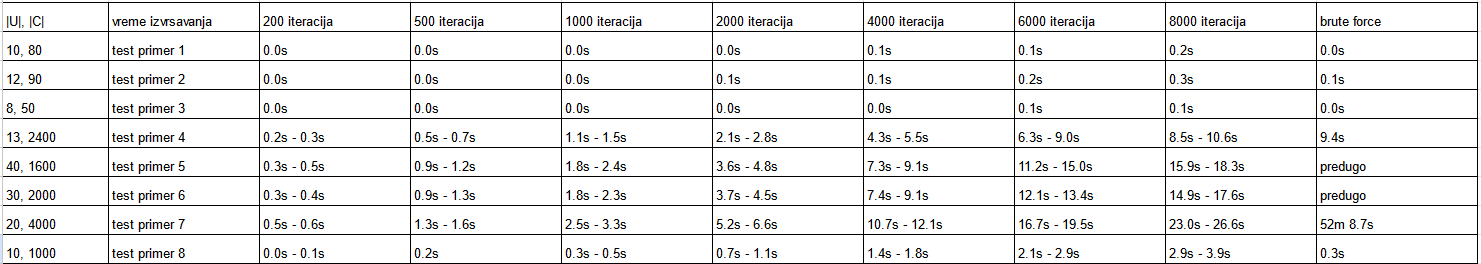 |U|, |C| vreme izvrsavanja 200 iteracija 500 iteracija 1000 iteracija 2000 iteracija 4000 iteracija 6000 iteracija 8000 iteracija brute force
10, 80 test primer 1 0.0s 0.0s 0.0s 0.0s 0.1s 0.1s 0.2s 0.0s
12, 90 test primer 2 0.0s 0.0s 0.0s 0.1s 0.1s 0.2s 0.3s 0.1s
8, 50 test primer 3 0.0s 0.0s 0.0s 0.0s 0.0s 0.1s 0.1s 0.0s
13, 2400 test primer 4 0.2s - 0.3s 0.5s - 0.7s 1.1s - 1.5s 2.1s - 2.8s 4.3s - 5.5s 6.3s - 9.0s 8.5s - 10.6s 9.4s
40, 1600 test primer 5 0.3s - 0.5s 0.9s - 1.2s 1.8s - 2.4s 3.6s - 4.8s 7.3s - 9.1s 11.2s - 15.0s 15.9s - 18.3s predugo
30, 2000 test primer 6 0.3s - 0.4s 0.9s - 1.3s 1.8s - 2.3s 3.7s - 4.5s 7.4s - 9.1s 12.1s - 13.4s 14.9s - 17.6s predugo
20, 4000 test primer 7 0.5s - 0.6s 1.3s - 1.6s 2.5s - 3.3s 5.2s - 6.6s 10.7s - 12.1s 16.7s - 19.5s 23.0s - 26.6s 52m 8.7s
10, 1000 test primer 8 0.0s - 0.1s 0.2s 0.3s - 0.5s 0.7s - 1.1s 1.4s - 1.8s 2.1s - 2.9s 2.9s - 3.9s 0.3s